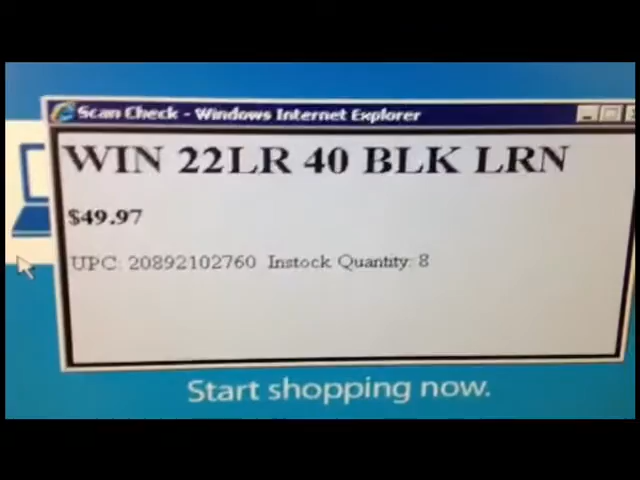 Scan Check - Windows Internet Explorer
WIN 22LR 40 BLK LRN
$49.97
UPC: 20892102760 Instock Quantity: 8
Start shopping now.